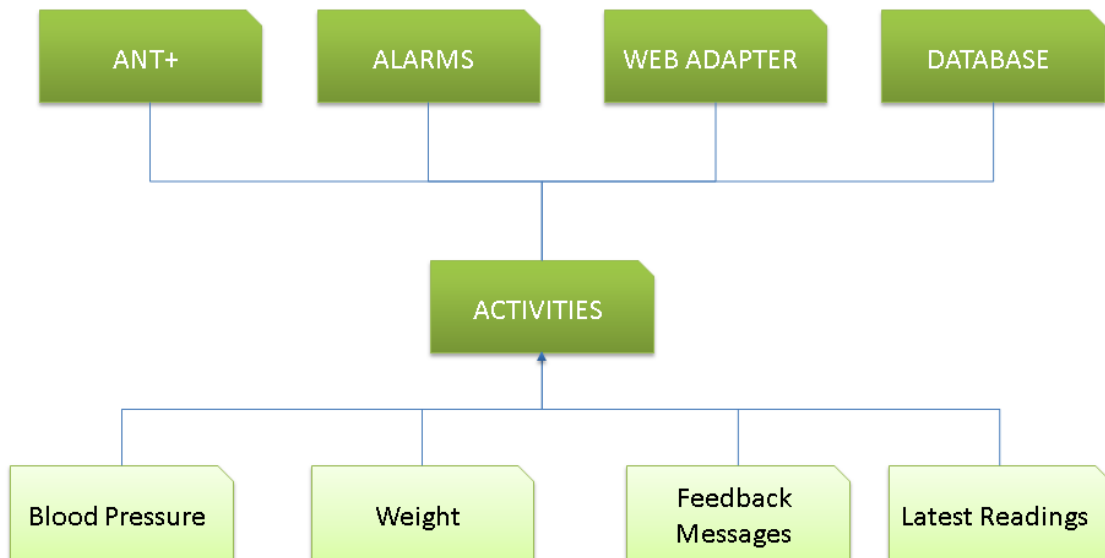 ANT+
ALARMS
WEB ADAPTER
DATABASE
ACTIVITIES
Blood Pressure
Weight
Feedback
Messages
Latest Readings